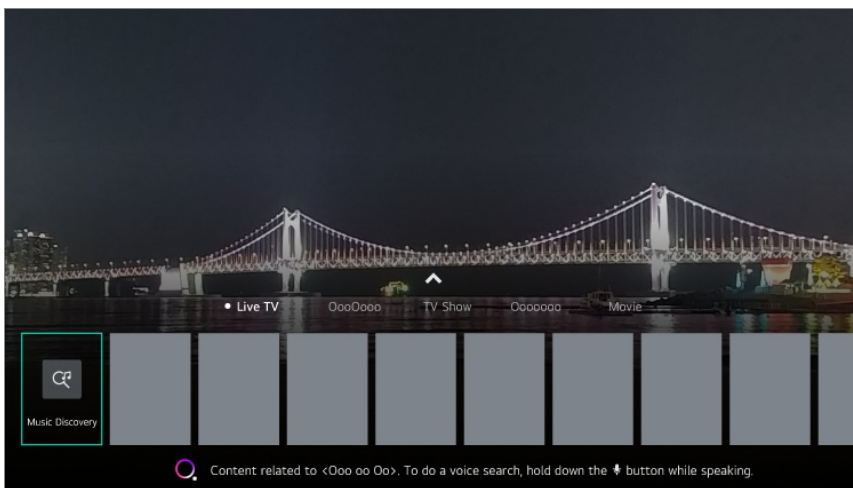 Live TV
OooOooo
TV Show
Ooooooo
Movie
Music Discovery
Content related to <Ooo oo Oo>. To do a voice search, hold down the button while speaking.